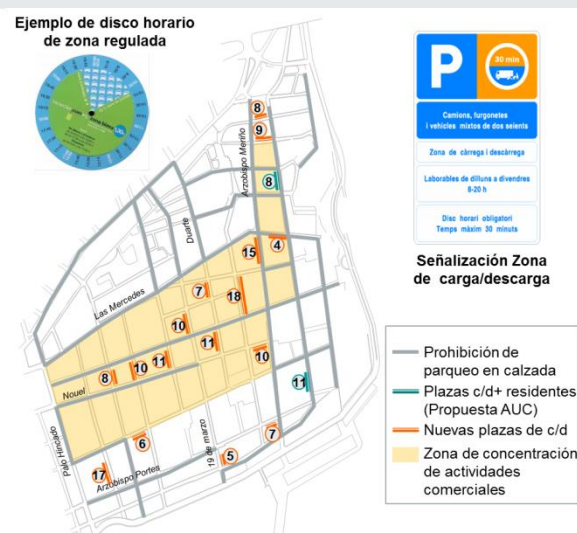 Ejemplo de disco horario
de zona regulada
P
30 min
Camions, furgonetes
i vehicles mixtos de dos seients
Zona de càrrega i descàrrega
Laborables de dilluns a divendres
8-20 h
Disc horari obligatori
Temps màxim 30 minuts
Señalización Zona
de carga/descarga
Arzobispo Meriño
Duarte
Las Mercedes
Nouel
Palo Hincado
19 de marzo
Arzobispo Portes
8
9
8
4
15
7
18
10
11
11
10
8
10
11
6
7
5
17
Prohibición de
parqueo en calzada
Plazas c/d+ residentes
(Propuesta AUC)
Nuevas plazas de c/d
Zona de concentración
de actividades
comerciales